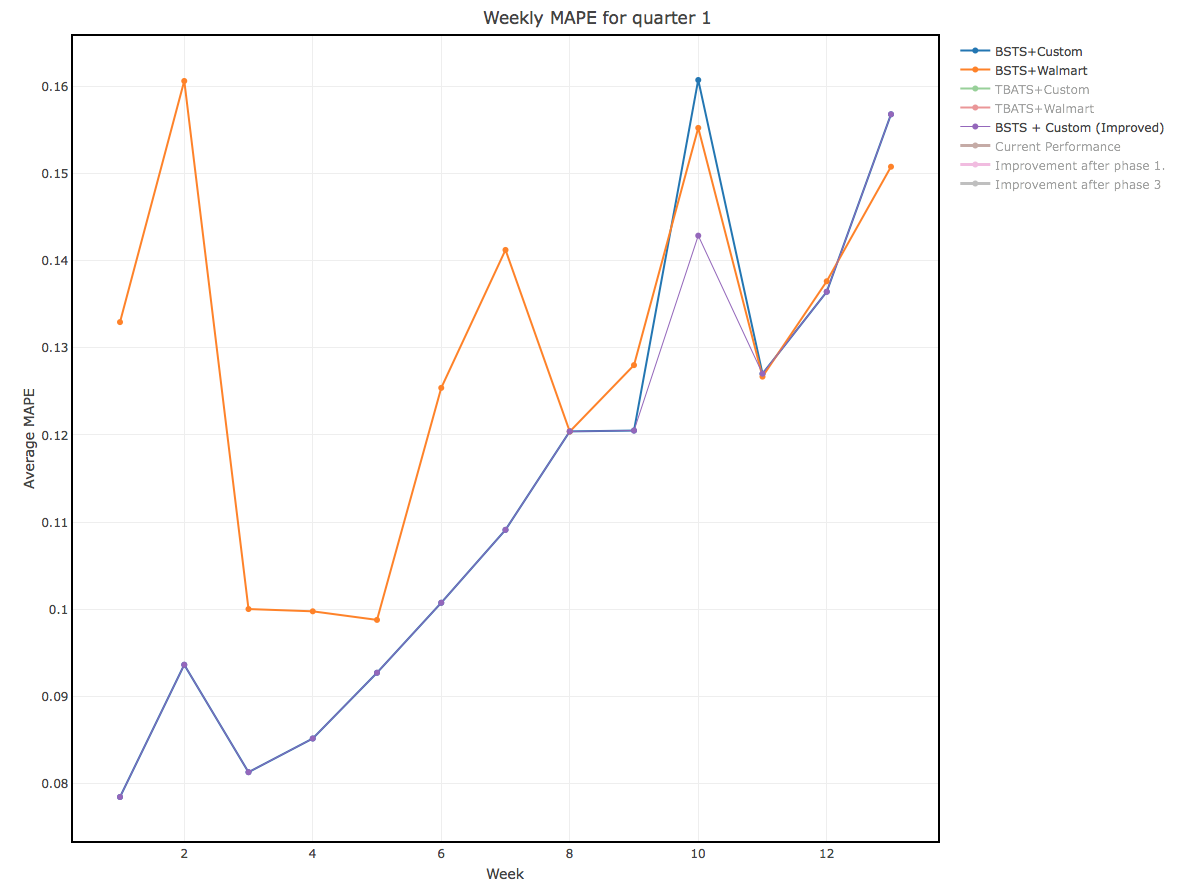 Weekly MAPE for quarter 1
BSTS+Custom
BSTS+Walmart
TBATS+Custom
TBATS+Walmart
BSTS + Custom (Improved)
Current Performance
Improvement after phase 1.
Improvement after phase 3
0.16
0.15
0.14
0.13
0.12
0.11
0.1
0.09
0.08
Average MAPE
2 4 6 8 10 12
Week